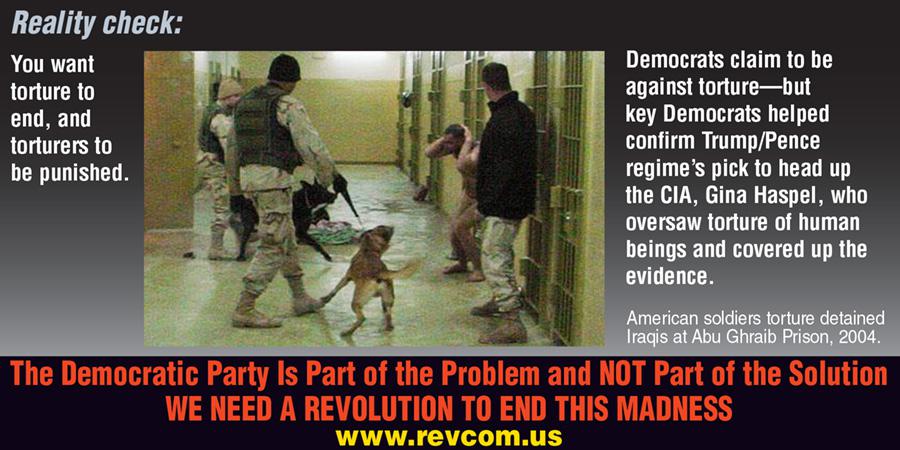 Reality check:
You want
torture to
end, and
torturers to
be punished.
Democrats claim to be
against torture—but
key Democrats helped
confirm Trump/Pence
regime's pick to head up
the CIA, Gina Haspel, who
oversaw torture of human
beings and covered up the
evidence.
American soldiers torture detained
Iraqis at Abu Ghraib Prison, 2004.
The Democratic Party Is Part of the Problem and NOT Part of the Solution
WE NEED A REVOLUTION TO END THIS MADNESS
www.revcom.us